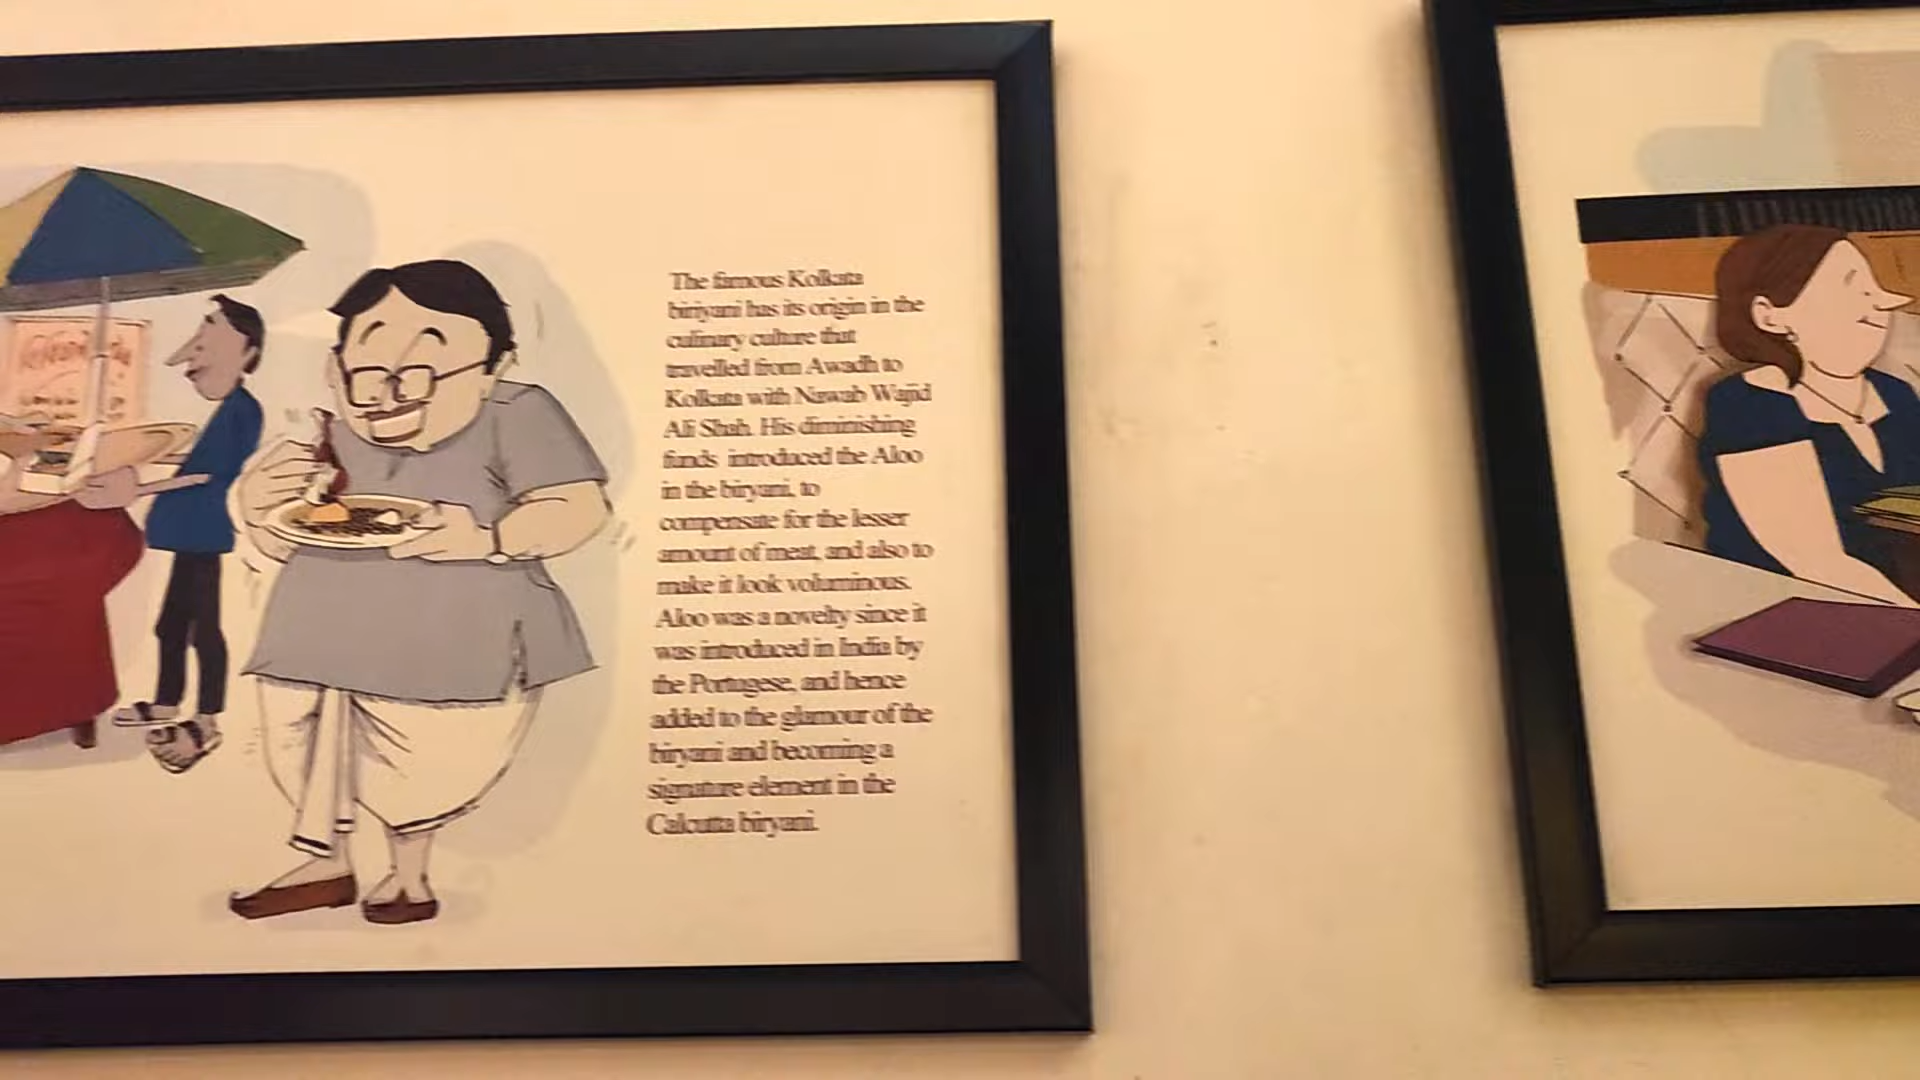 The famous Kolkata
biriyani has its origin in the
culinary culture that
travelled from Awadh to
Kolkata with Nawab Wajid
Ali Shah. His diminishing
funds introduced the Aloo
in the biryani, to
compensate for the lesser
amount of meat, and also to
make it look voluminous.
Aloo was a novelty since it
was introduced in India by
the Portugese, and hence
added to the glamour of the
biryani and becoming a
signature element in the
Calcutta biryani.